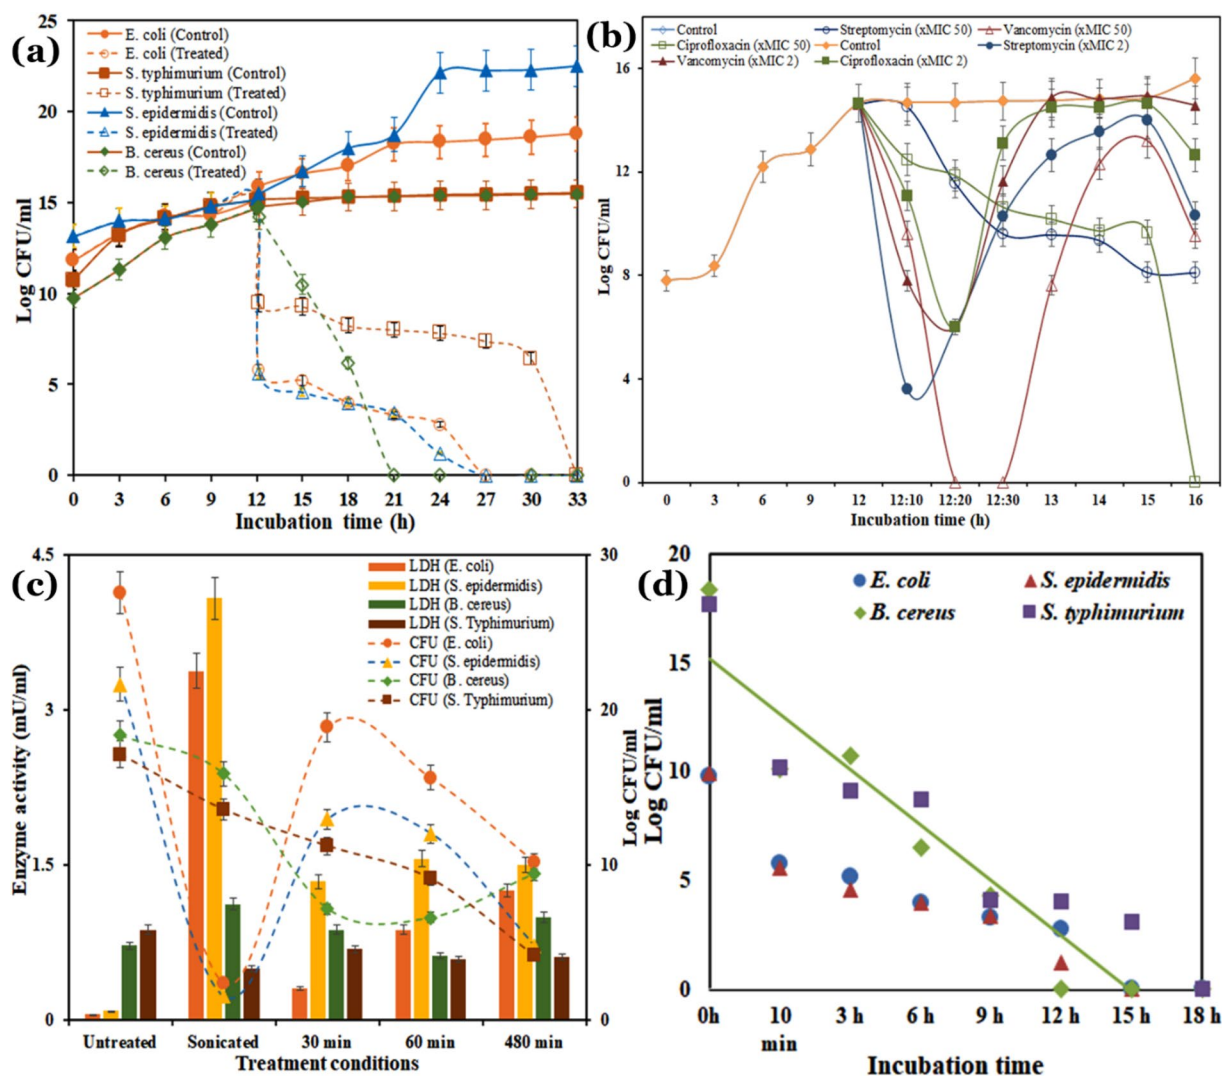 (a)
25
20
15
10
5
0
Log CFU/ml
E. coli (Control)
E. coli (Treated)
S. typhimurium (Control)
S. typhimurium (Treated)
S. epidermidis (Control)
S. epidermidis (Treated)
B. cereus (Control)
B. cereus (Treated)
0 3 6 9 12 15 18 21 24 27 30 33
Incubation time (h)
(b)
Control Streptomycin (xMIC 50) Vancomycin (xMIC 50)
Ciprofloxacin (xMIC 50) Control Streptomycin (xMIC 2)
Vancomycin (xMIC 2) Ciprofloxacin (xMIC 2)
16
12
8
4
0
Log CFU/ml
0 3 6 9 12 12:10 12:20 12:30 13 14 15 16
Incubation time (h)
(c)
4.5
3
1.5
0
Enzyme activity (mU/ml)
LDH (E. coli)
LDH (S. epidermidis)
LDH (B. cereus)
LDH (S. Typhimurium)
CFU (E. coli)
CFU (S. epidermidis)
CFU (B. cereus)
CFU (S. Typhimurium)
30
20
10
0
Log CFU/ml
Untreated Sonicated 30 min 60 min 480 min
Treatment conditions
(d)
20
15
10
5
0
Log CFU/ml
E. coli S. epidermidis
B. cereus S. typhimurium
0h 10 min 3 h 6 h 9 h 12 h 15 h 18 h
Incubation time